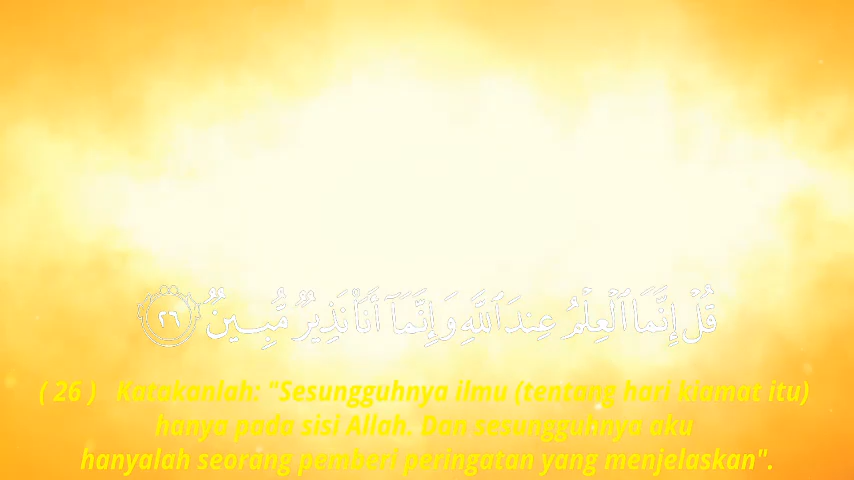 قُلْ إِنَّمَا ٱلْعِلْمُ عِندَ ٱللَّهِ وَإِنَّمَآ أَنَا۠ نَذِيرٌ مُّبِينٌ ٢٦
( 26 ) Katakanlah: "Sesungguhnya ilmu (tentang hari kiamat itu)
hanya pada sisi Allah. Dan sesungguhnya aku
hanyalah seorang pemberi peringatan yang menjelaskan".